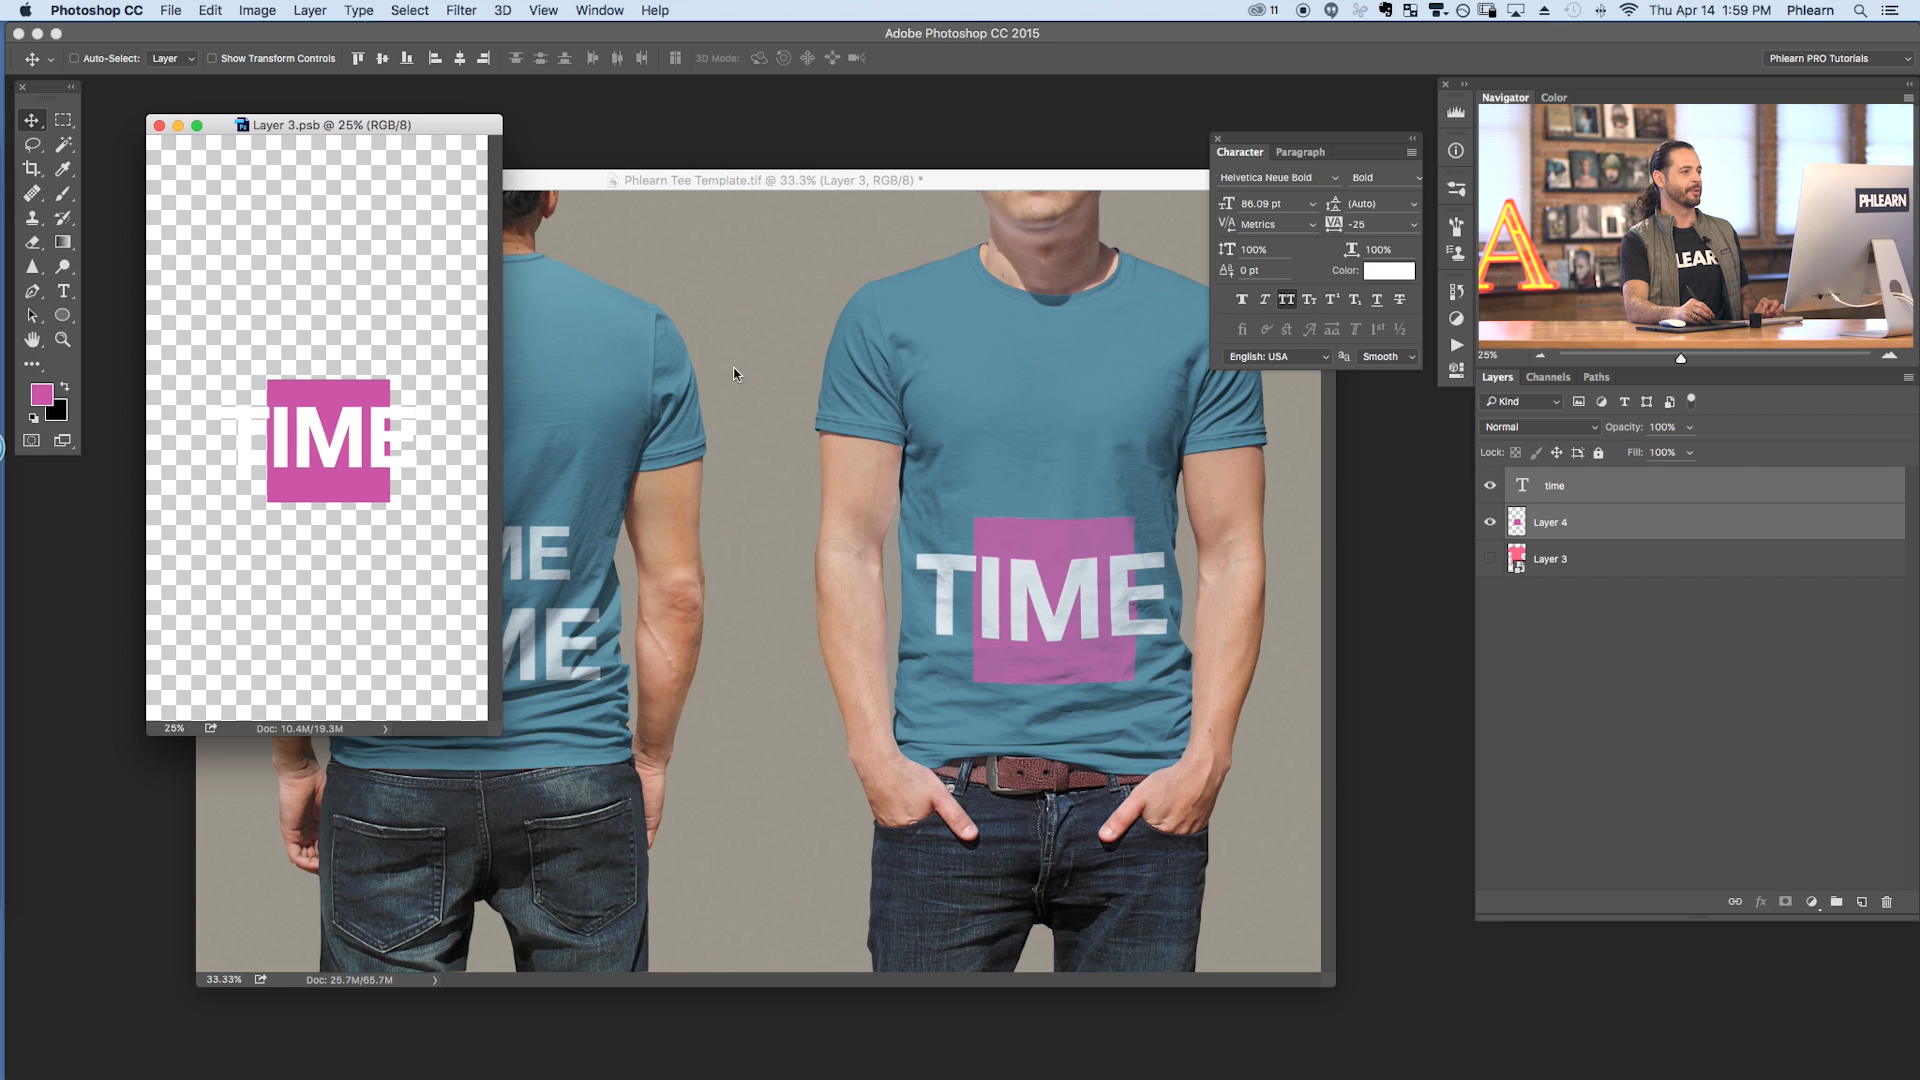 Photoshop CC File Edit Image Layer Type Select Filter 3D View Window Help
11 Thu Apr 14 1:59 PM Phlearn
Adobe Photoshop CC 2015
Auto-Select: Layer Show Transform Controls 3D Mode: Phlearn PRO Tutorials
Layer 3.psb @ 25% (RGB/8)
Phlearn Tee Template.tif @ 33.3% (Layer 3, RGB/8) *
TIME
25% Doc: 10.4M/19.3M
ME
ME
TIME
33.33% Doc: 25.7M/65.7M
Character Paragraph
Helvetica Neue Bold Bold
86.09 pt (Auto)
Metrics -25
100% 100%
0 pt Color:
English: USA Smooth
Navigator Color
PHLEARN
LEAR
A
25%
Layers Channels Paths
Kind
Normal Opacity: 100%
Lock: Fill: 100%
time
Layer 4
Layer 3